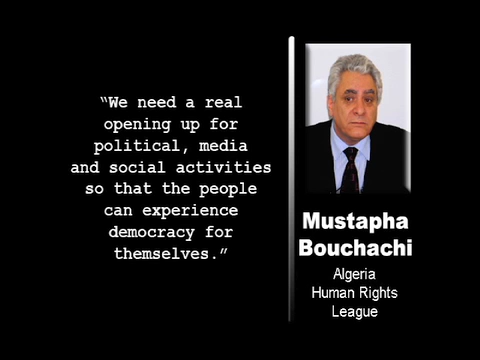 “We need a real
opening up for
political, media
and social activities
so that the people
can experience
democracy for
themselves.”
Mustapha
Bouchachi
Algeria
Human Rights
League